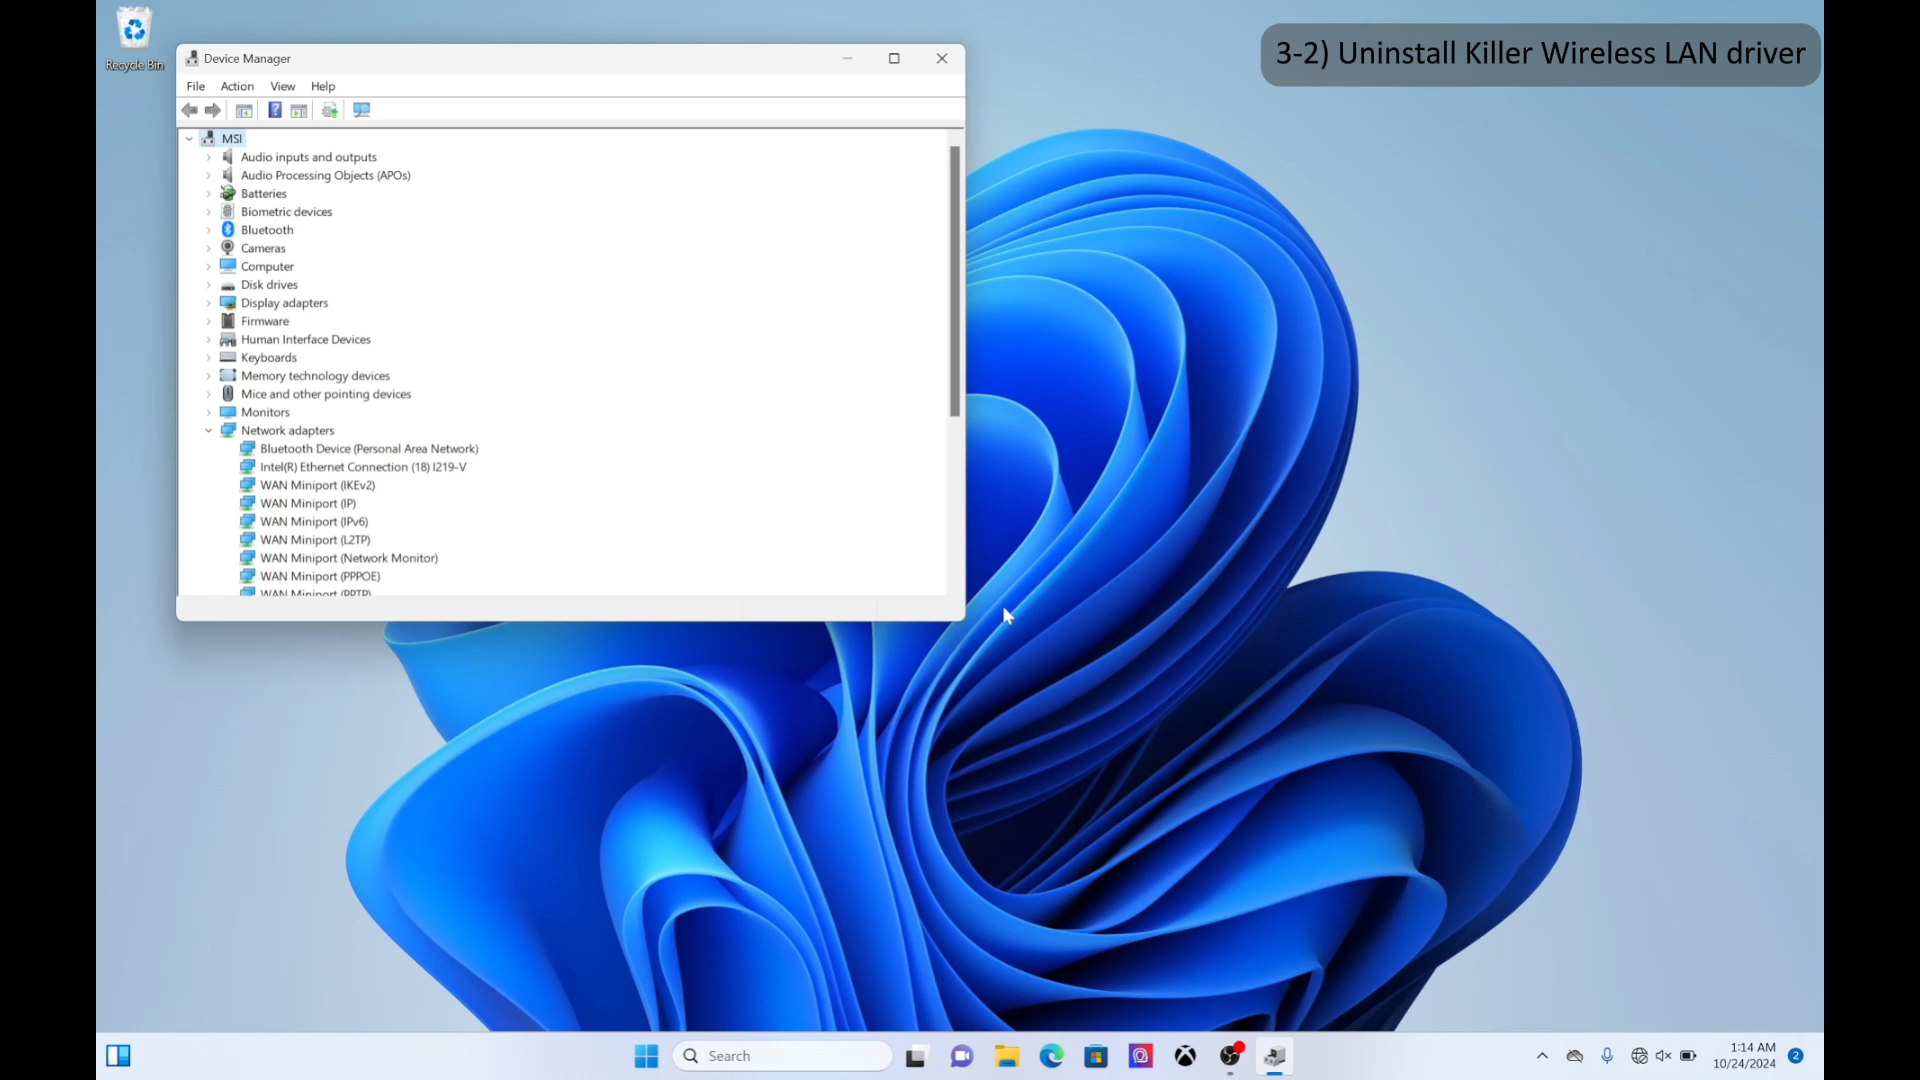 Recycle Bin
3-2) Uninstall Killer Wireless LAN driver
Device Manager
File Action View Help
MSI
Audio inputs and outputs
Audio Processing Objects (APOs)
Batteries
Biometric devices
Bluetooth
Cameras
Computer
Disk drives
Display adapters
Firmware
Human Interface Devices
Keyboards
Memory technology devices
Mice and other pointing devices
Monitors
Network adapters
Bluetooth Device (Personal Area Network)
Intel(R) Ethernet Connection (18) I219-V
WAN Miniport (IKEv2)
WAN Miniport (IP)
WAN Miniport (IPv6)
WAN Miniport (L2TP)
WAN Miniport (Network Monitor)
WAN Miniport (PPPOE)
WAN Miniport (PPTP)
Search
1:14 AM
10/24/2024
2